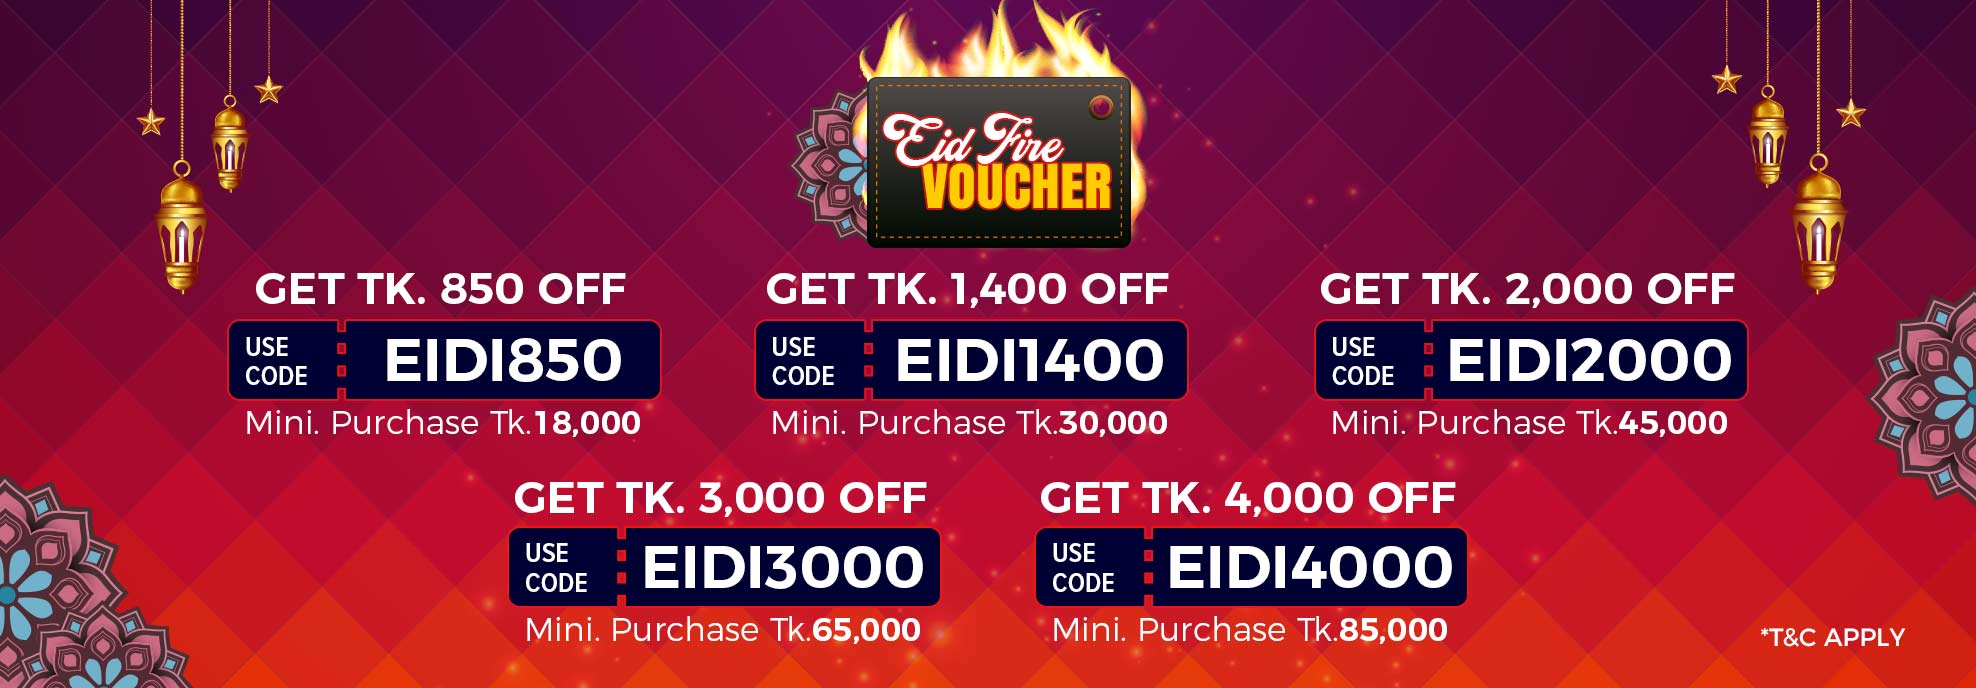 Eid Fire
VOUCHER
GET TK. 850 OFF
USE CODE
EIDI850
Mini. Purchase Tk.18,000
GET TK. 1,400 OFF
USE CODE
EIDI1400
Mini. Purchase Tk.30,000
GET TK. 2,000 OFF
USE CODE
EIDI2000
Mini. Purchase Tk.45,000
GET TK. 3,000 OFF
USE CODE
EIDI3000
Mini. Purchase Tk.65,000
GET TK. 4,000 OFF
USE CODE
EIDI4000
Mini. Purchase Tk.85,000
*T&C APPLY